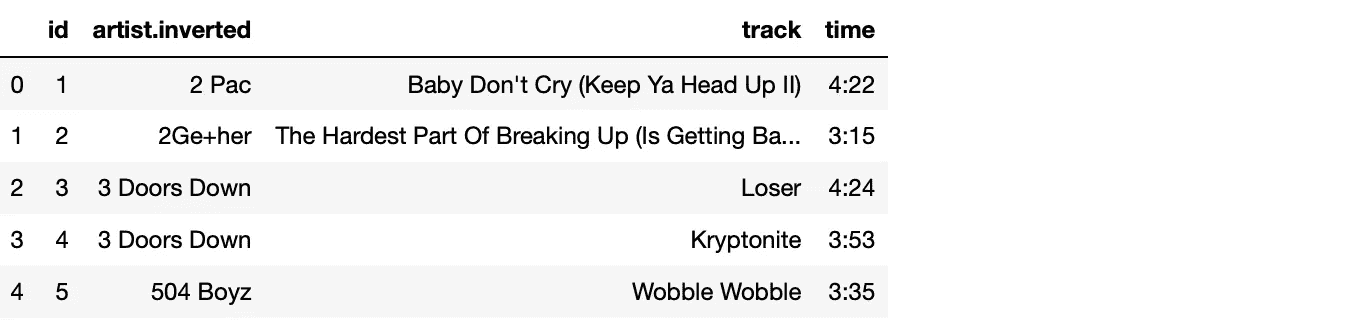 id artist.inverted track time
0 1 2 Pac Baby Don't Cry (Keep Ya Head Up II) 4:22
1 2 2Ge+her The Hardest Part Of Breaking Up (Is Getting Ba... 3:15
2 3 3 Doors Down Loser 4:24
3 4 3 Doors Down Kryptonite 3:53
4 5 504 Boyz Wobble Wobble 3:35